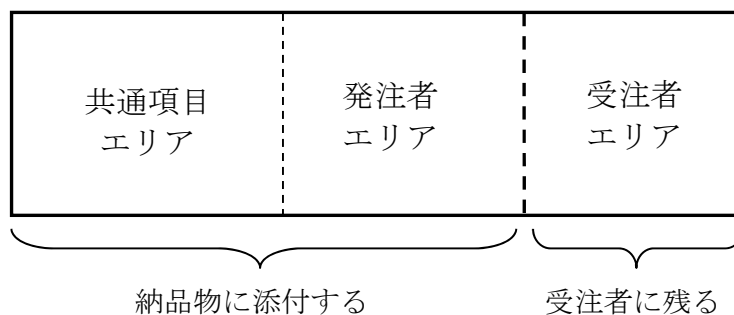 共通項目
エリア
発注者
エリア
受注者
エリア
納品物に添付する
受注者に残る